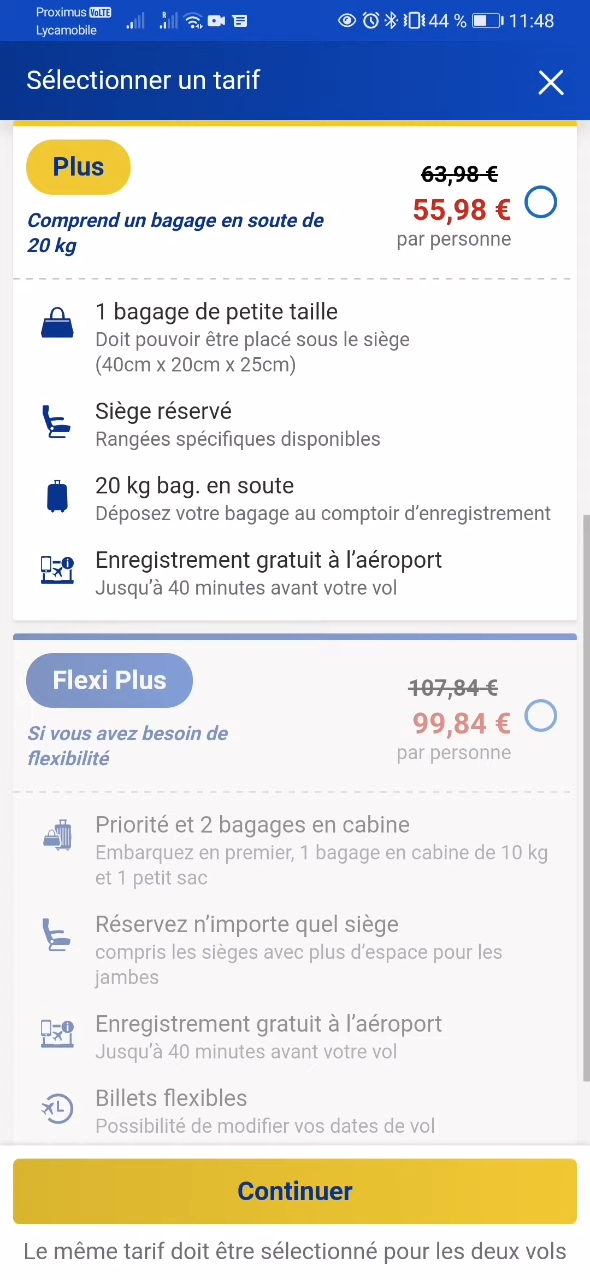 Proximus VoLTE
Lycamobile
R
44 % 11:48
Sélectionner un tarif
Plus
63,98 €
55,98 €
par personne
Comprend un bagage en soute de
20 kg
1 bagage de petite taille
Doit pouvoir être placé sous le siège
(40cm x 20cm x 25cm)
Siège réservé
Rangées spécifiques disponibles
20 kg bag. en soute
Déposez votre bagage au comptoir d’enregistrement
Enregistrement gratuit à l’aéroport
Jusqu’à 40 minutes avant votre vol
Flexi Plus
107,84 €
99,84 €
par personne
Si vous avez besoin de
flexibilité
Priorité et 2 bagages en cabine
Embarquez en premier, 1 bagage en cabine de 10 kg
et 1 petit sac
Réservez n’importe quel siège
compris les sièges avec plus d’espace pour les
jambes
Enregistrement gratuit à l’aéroport
Jusqu’à 40 minutes avant votre vol
Billets flexibles
Possibilité de modifier vos dates de vol
Continuer
Le même tarif doit être sélectionné pour les deux vols